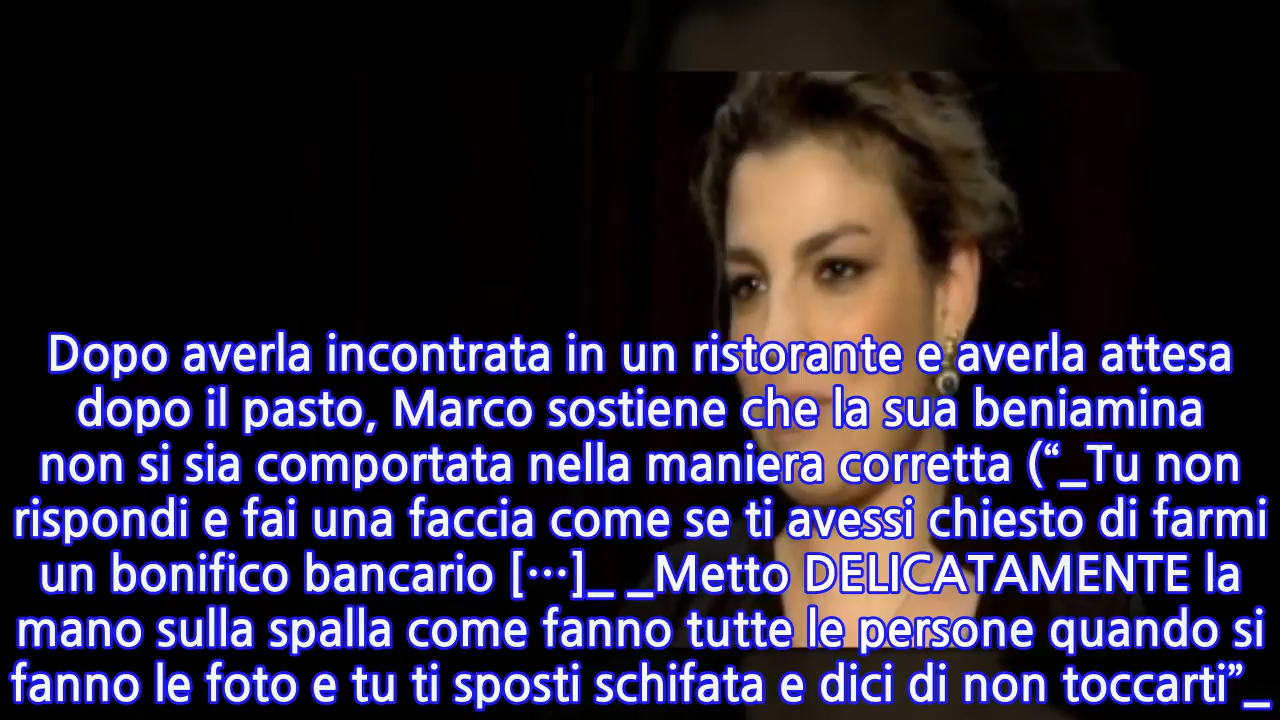 Dopo averla incontrata in un ristorante e averla attesa
dopo il pasto, Marco sostiene che la sua beniamina
non si sia comportata nella maniera corretta (“_Tu non
rispondi e fai una faccia come se ti avessi chiesto di farmi
un bonifico bancario […]_ _Metto DELICATAMENTE la
mano sulla spalla come fanno tutte le persone quando si
fanno le foto e tu ti sposti schifata e dici di non toccarti”_